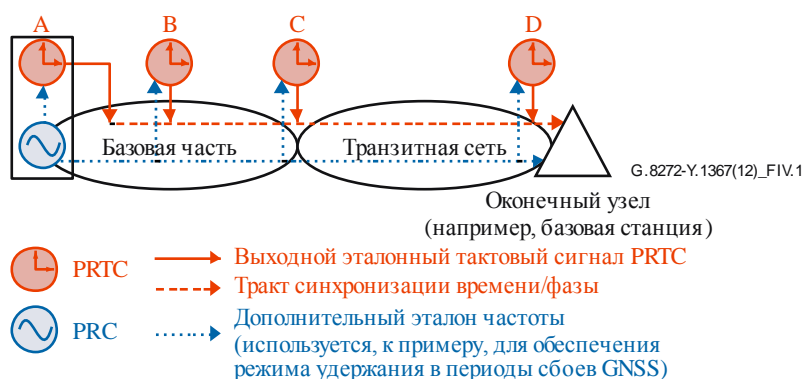 A B C D
Базовая часть Транзитная сеть
G.8272-Y.1367(12)_FIV.1
Оконечный узел
(например, базовая станция)
PRTC Выходной эталонный тактовый сигнал PRTC
Тракт синхронизации времени/фазы
PRC Дополнительный эталон частоты
(используется, к примеру, для обеспечения
режима удержания в периоды сбоев GNSS)